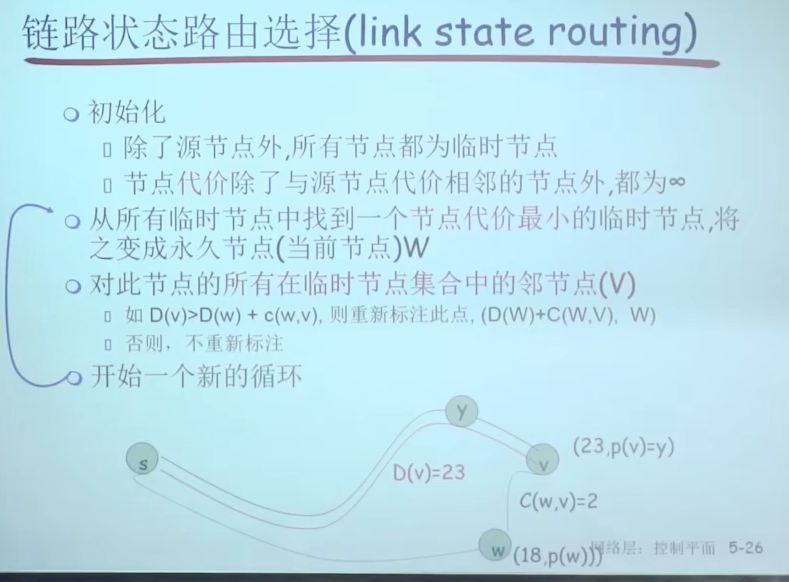 链路状态路由选择(link state routing)
初始化
除了源节点外,所有节点都为临时节点
节点代价除了与源节点代价相邻的节点外,都为∞
从所有临时节点中找到一个节点代价最小的临时节点,将
之变成永久节点(当前节点)W
对此节点的所有在临时节点集合中的邻节点(V)
如 D(v)>D(w) + c(w,v), 则重新标注此点, (D(W)+C(W,V), W)
否则，不重新标注
开始一个新的循环
y
s
v
(23,p(v)=y)
D(v)=23
C(w,v)=2
w
(18,p(w)))
网络层：控制平面 5-26